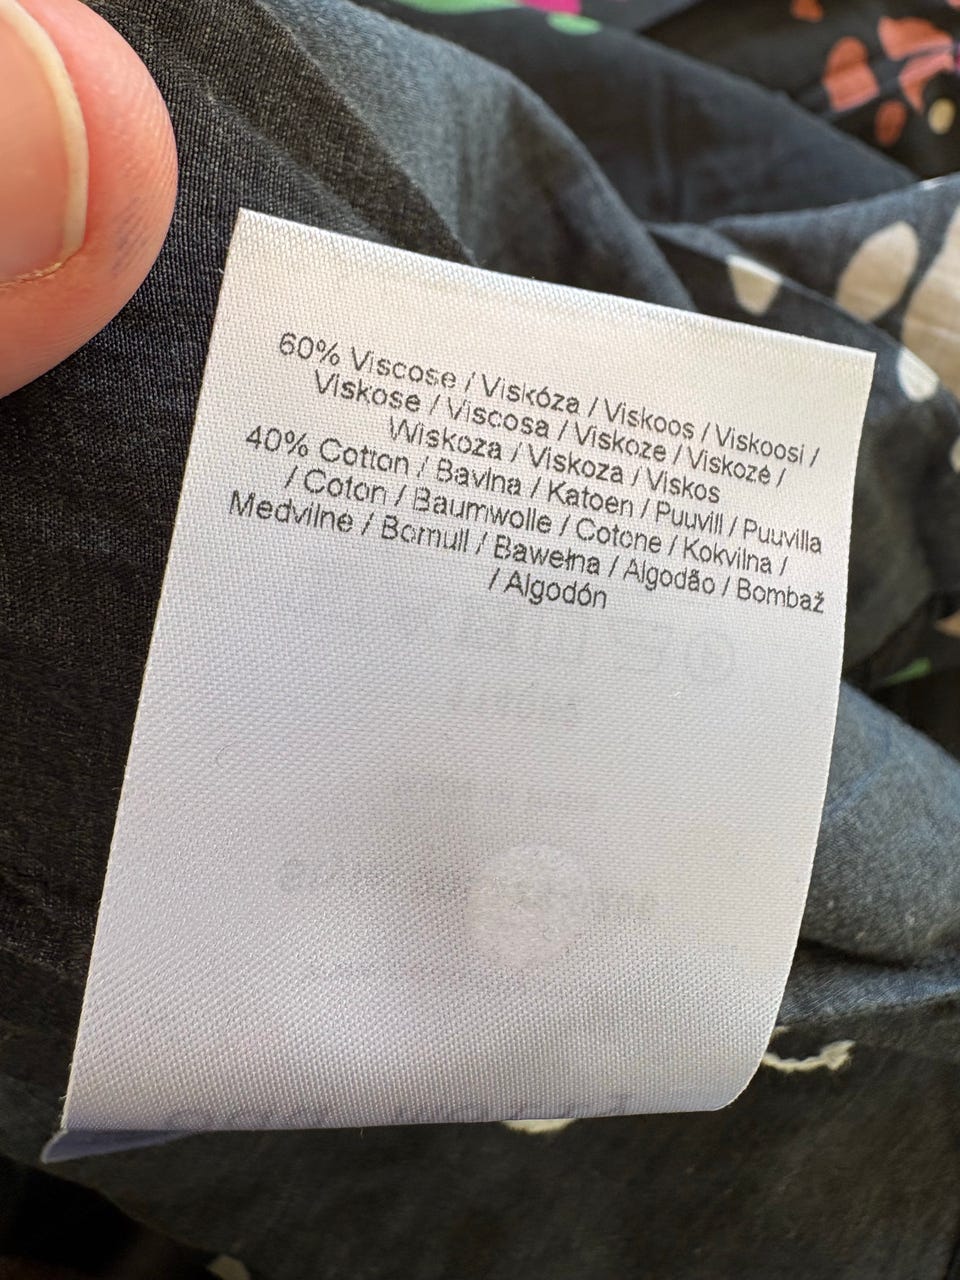 60% Viscose / Viskóza / Viskoos / Viskoosi /
Viskose / Viscosa / Viskoze / Viskozė /
Wiskoza / Viskoza / Viskos
40% Cotton / Bavlna / Katoen / Puuvill / Puuvilla
/ Coton / Baumwolle / Cotone / Kokvilna /
Medvilnė / Bomull / Bawełna / Algodão / Bombaž
/ Algodón